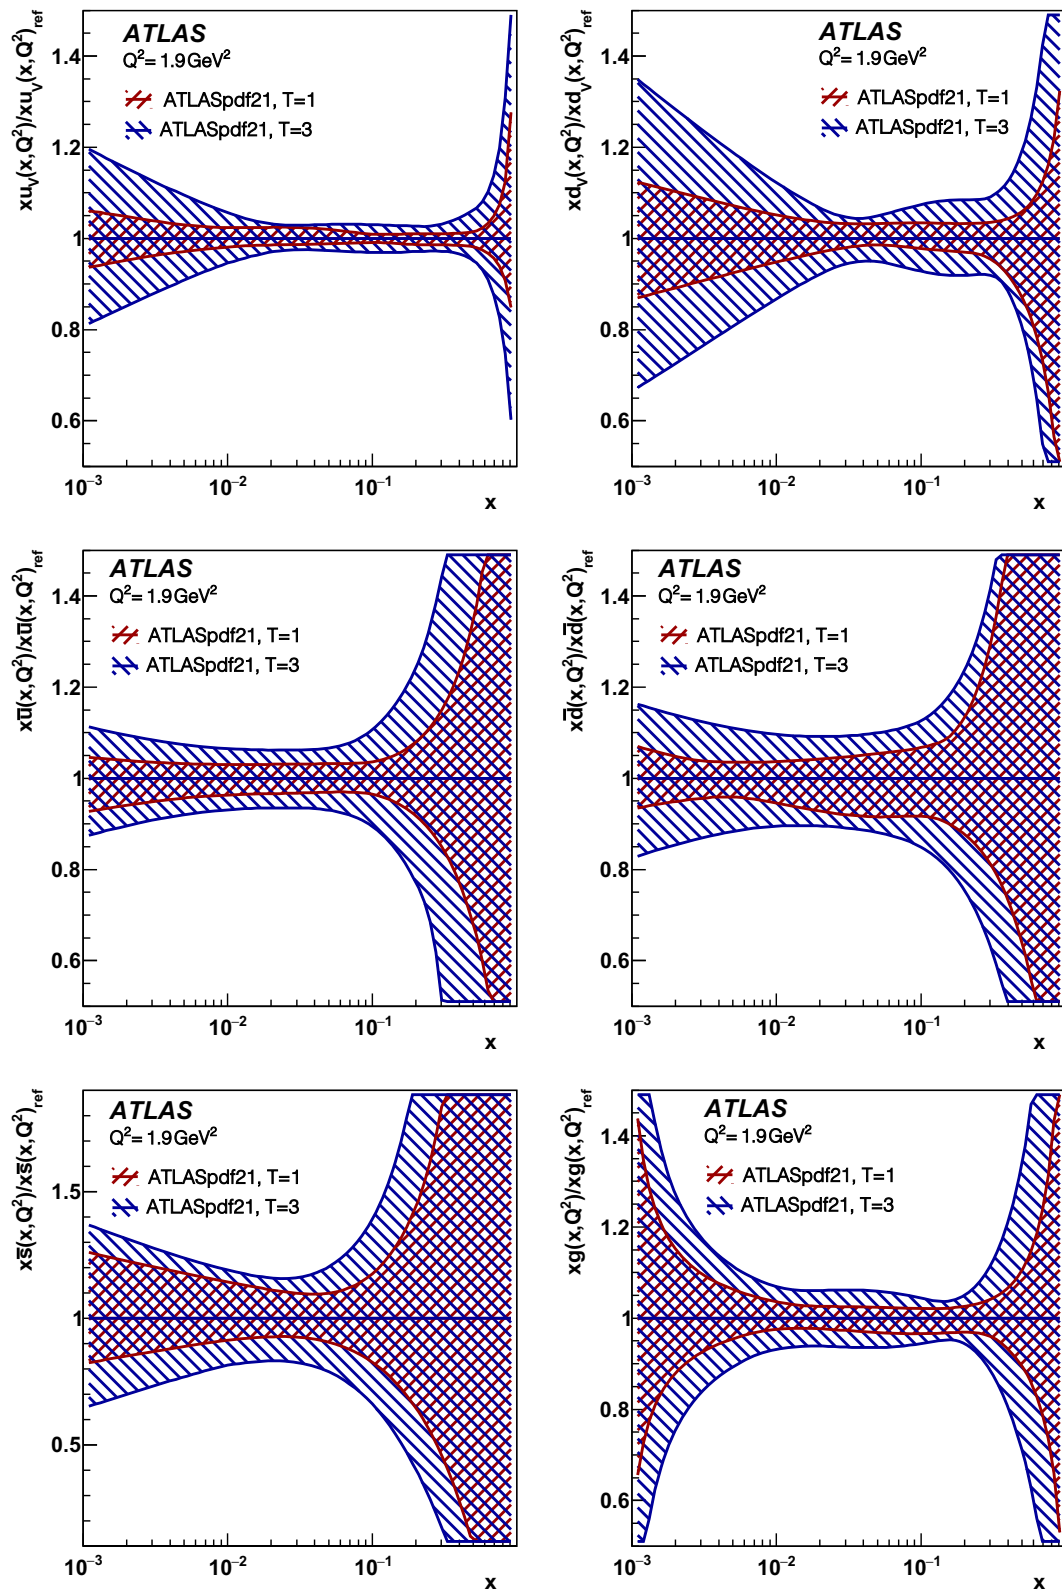 ATLAS
Q²= 1.9 GeV²
ATLASpdf21, T=1
ATLASpdf21, T=3
xu_V(x,Q²)/xu_V(x,Q²)_ref
1.4
1.2
1
0.8
0.6
10⁻³ 10⁻² 10⁻¹
x
ATLAS
Q²= 1.9 GeV²
ATLASpdf21, T=1
ATLASpdf21, T=3
xd_V(x,Q²)/xd_V(x,Q²)_ref
1.4
1.2
1
0.8
0.6
10⁻³ 10⁻² 10⁻¹
x
ATLAS
Q²= 1.9 GeV²
ATLASpdf21, T=1
ATLASpdf21, T=3
xū(x,Q²)/xū(x,Q²)_ref
1.4
1.2
1
0.8
0.6
10⁻³ 10⁻² 10⁻¹
x
ATLAS
Q²= 1.9 GeV²
ATLASpdf21, T=1
ATLASpdf21, T=3
xd̄(x,Q²)/xd̄(x,Q²)_ref
1.4
1.2
1
0.8
0.6
10⁻³ 10⁻² 10⁻¹
x
ATLAS
Q²= 1.9 GeV²
ATLASpdf21, T=1
ATLASpdf21, T=3
xs̄(x,Q²)/xs̄(x,Q²)_ref
1.5
1
0.5
10⁻³ 10⁻² 10⁻¹
x
ATLAS
Q²= 1.9 GeV²
ATLASpdf21, T=1
ATLASpdf21, T=3
xg(x,Q²)/xg(x,Q²)_ref
1.4
1.2
1
0.8
0.6
10⁻³ 10⁻² 10⁻¹
x